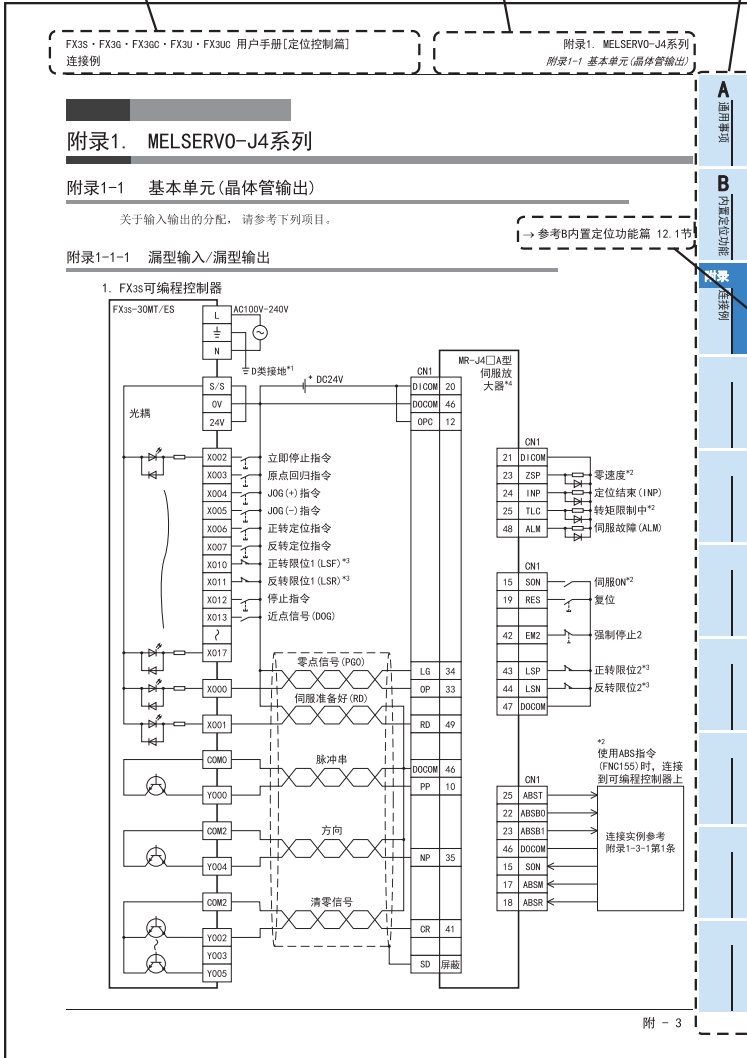 FX3S・FX3G・FX3GC・FX3U・FX3UC 用户手册[定位控制篇]
连接例
附录1. MELSERVO-J4系列
附录1-1 基本单元(晶体管输出)
A
通用事项
B
内置定位功能
附录
连接例
附录1. MELSERVO-J4系列
附录1-1 基本单元(晶体管输出)
关于输入输出的分配, 请参考下列项目。
→ 参考B内置定位功能篇 12.1节
附录1-1-1 漏型输入/漏型输出
1. FX3S可编程控制器
FX3S-30MT/ES
L
AC100V-240V
N
D类接地*1
S/S
0V
24V
光耦
+ DC24V
X002 立即停止指令
X003 原点回归指令
X004 JOG(+)指令
X005 JOG(-)指令
X006 正转定位指令
X007 反转定位指令
X010 正转限位1(LSF)*3
X011 反转限位1(LSR)*3
X012 停止指令
X013 近点信号(DOG)
X017
X000
X001
COM0
Y000
COM2
Y004
COM2
Y002
Y003
Y005
零点信号(PG0)
伺服准备好(RD)
脉冲串
方向
清零信号
MR-J4□A型
伺服放
大器*4
CN1
DICOM 20
DOCOM 46
OPC 12
LG 34
OP 33
RD 49
DOCOM 46
PP 10
NP 35
CR 41
SD 屏蔽
CN1
21 DICOM
23 ZSP 零速度*2
24 INP 定位结束(INP)
25 TLC 转矩限制中*2
48 ALM 伺服故障(ALM)
CN1
15 SON 伺服ON*2
19 RES 复位
42 EM2 强制停止2
43 LSP 正转限位2*3
44 LSN 反转限位2*3
47 DOCOM
*2
使用ABS指令
(FNC155)时, 连接
到可编程控制器上
CN1
25 ABST
22 ABSB0
23 ABSB1
46 DOCOM
15 SON
17 ABSM
18 ABSR
连接实例参考
附录1-3-1第1条
附 - 3